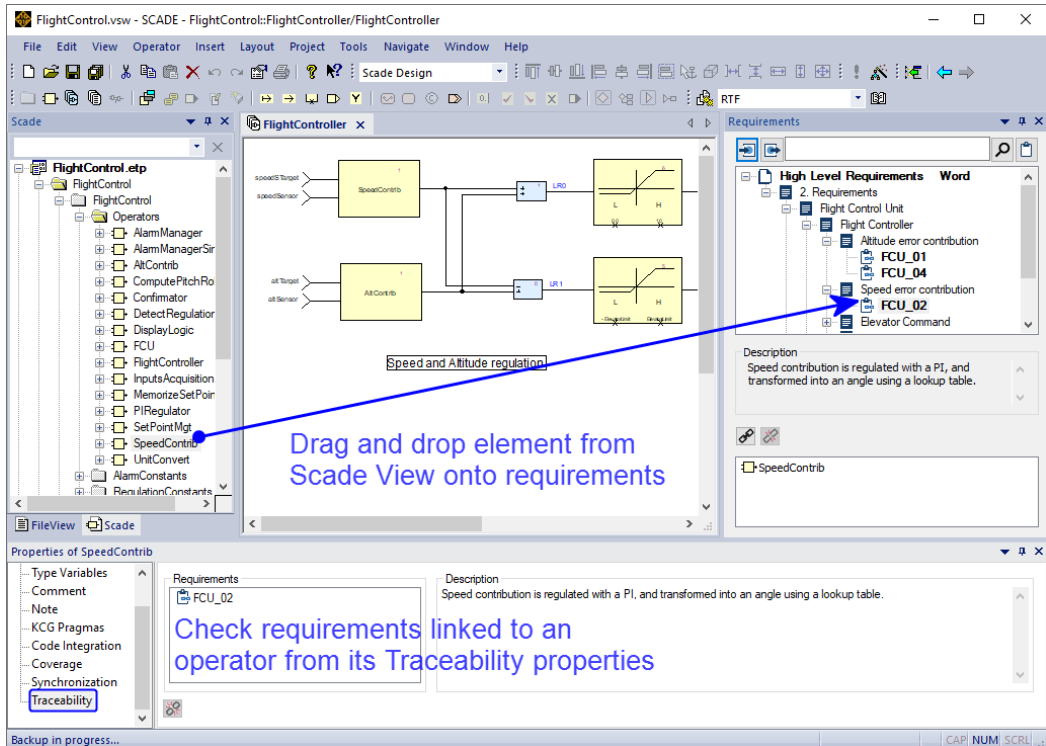 FlightControl.vsw - SCADE - FlightControl::FlightController/FlightController
File Edit View Operator Insert Layout Project Tools Navigate Window Help
Scade Design
RTF
Scade
FlightControl.etp
FlightControl
FlightControl
Operators
AlarmManager
AlarmManagerSir
AltContrib
ComputePitchRo
Confirmator
DetectRegulation
DisplayLogic
FCU
FlightController
InputsAcquisition
MemorizeSetPoin
PIRegulator
SetPointMgt
SpeedContrib
UnitConvert
AlarmConstants
RegulationConstants
FileView Scade
FlightController
speedSTarget
speedSensor
SpeedContrib
1
1
LR0
L H
altTarget
altSensor
AltContrib
1
LR1
L H
Speed and Altitude regulation
Drag and drop element from
Scade View onto requirements
Requirements
High Level Requirements Word
2. Requirements
Flight Control Unit
Flight Controller
Altitude error contribution
FCU_01
FCU_04
Speed error contribution
FCU_02
Elevator Command
Description
Speed contribution is regulated with a PI, and
transformed into an angle using a lookup table.
SpeedContrib
Properties of SpeedContrib
Type Variables
Comment
Note
KCG Pragmas
Code Integration
Coverage
Synchronization
Traceability
Requirements
FCU_02
Description
Speed contribution is regulated with a PI, and transformed into an angle using a lookup table.
Check requirements linked to an
operator from its Traceability properties
Backup in progress...
CAP NUM SCRL